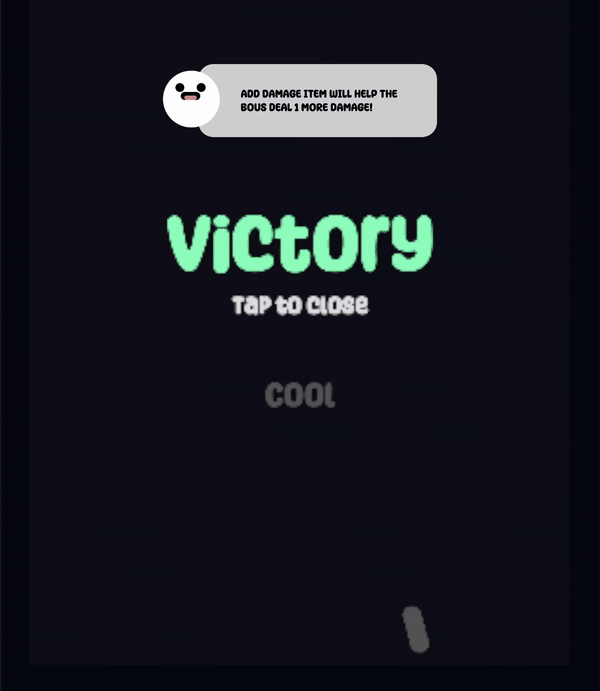 ADD DAMAGE ITEM WILL HELP THE
BOUS DEAL 1 MORE DAMAGE!
Victory
Tap to close
COOL